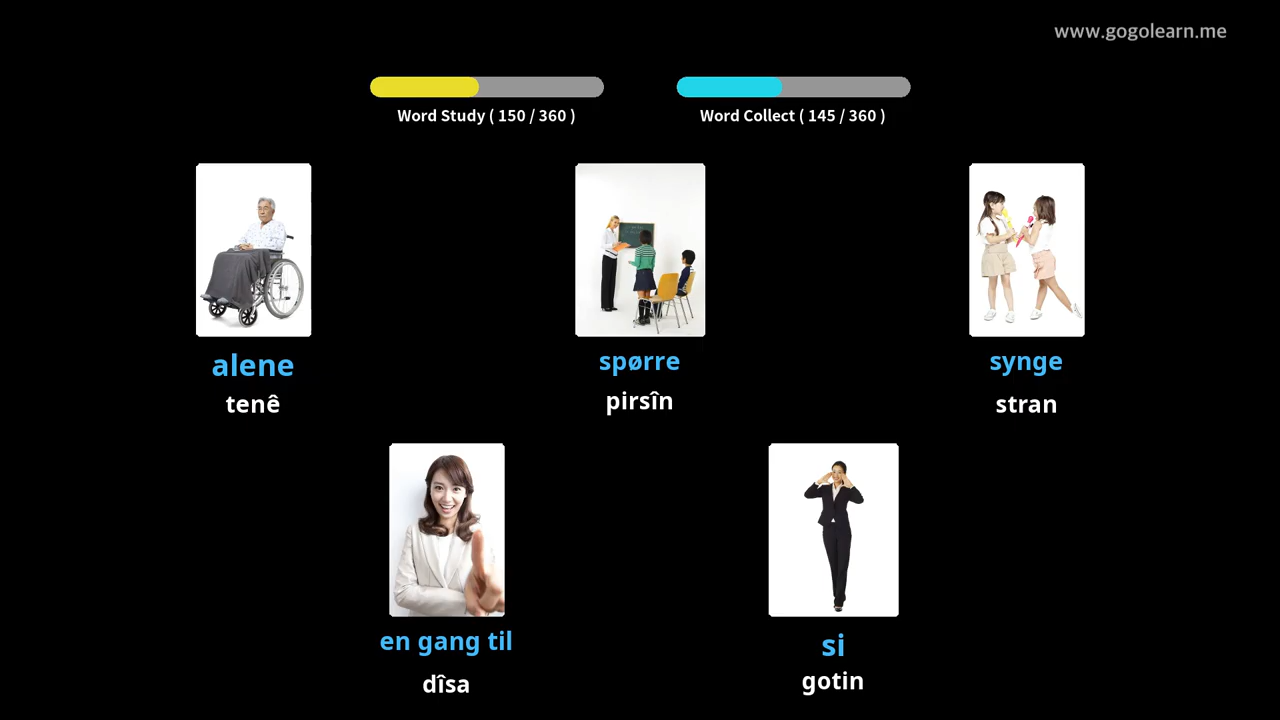 www.gogolearn.me
Word Study ( 150 / 360 )
Word Collect ( 145 / 360 )
alene
tenê
spørre
pirsîn
synge
stran
en gang til
dîsa
si
gotin